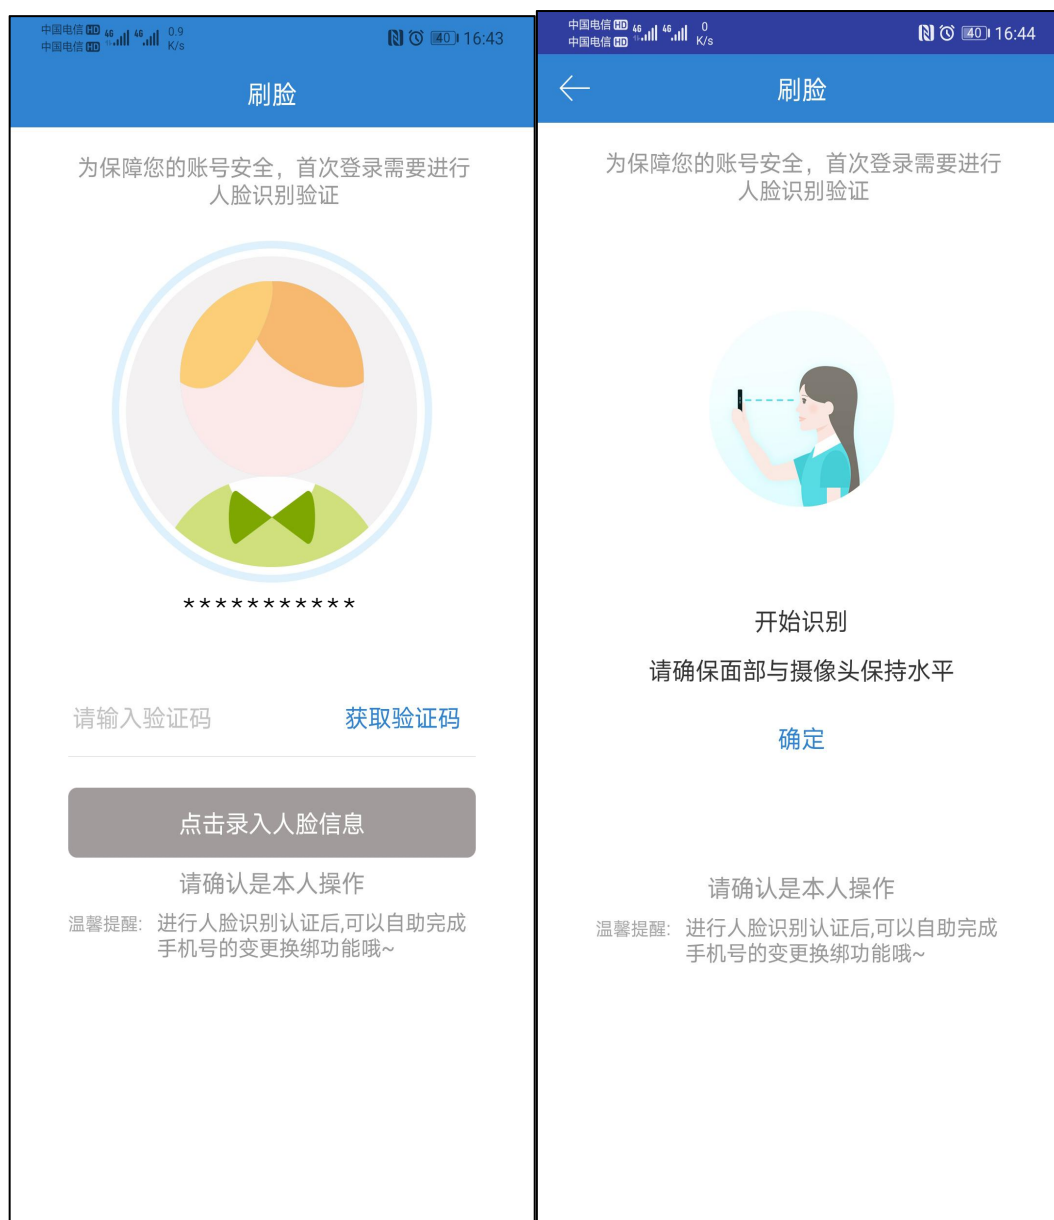 中国电信 HD 4G 4G 0.9
中国电信 HD K/s
40 16:43
刷脸
为保障您的账号安全，首次登录需要进行
人脸识别验证
***********
请输入验证码 获取验证码
点击录入人脸信息
请确认是本人操作
温馨提醒: 进行人脸识别认证后,可以自助完成
手机号的变更换绑功能哦~
中国电信 HD 4G 4G 0
中国电信 HD K/s
40 16:44
刷脸
为保障您的账号安全，首次登录需要进行
人脸识别验证
开始识别
请确保面部与摄像头保持水平
确定
请确认是本人操作
温馨提醒: 进行人脸识别认证后,可以自助完成
手机号的变更换绑功能哦~